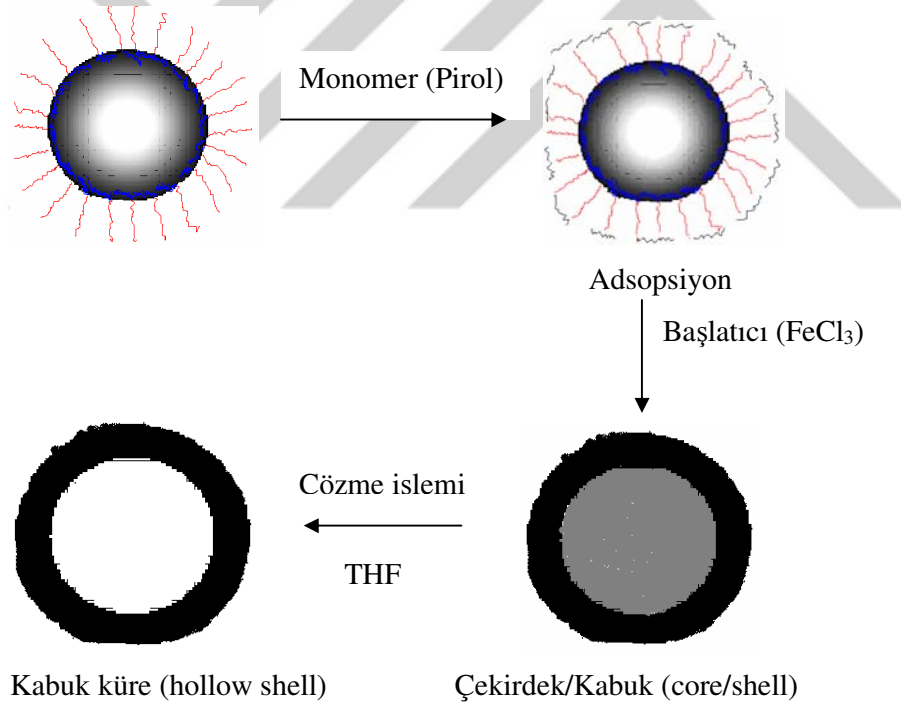 Monomer (Pirol)
Adsopsiyon
Başlatıcı (FeCl₃)
Cözme islemi
THF
Kabuk küre (hollow shell)
Çekirdek/Kabuk (core/shell)